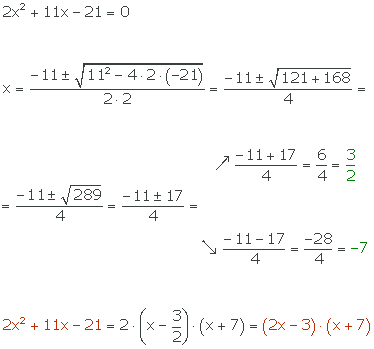 2x² + 11x − 21 = 0
x = (−11 ± √(11² − 4 · 2 · (−21))) / (2 · 2) = (−11 ± √(121 + 168)) / 4 =
↗ (−11 + 17) / 4 = 6/4 = 3/2
= (−11 ± √289) / 4 = (−11 ± 17) / 4 =
↘ (−11 − 17) / 4 = −28/4 = −7
2x² + 11x − 21 = 2 · (x − 3/2) · (x + 7) = (2x − 3) · (x + 7)